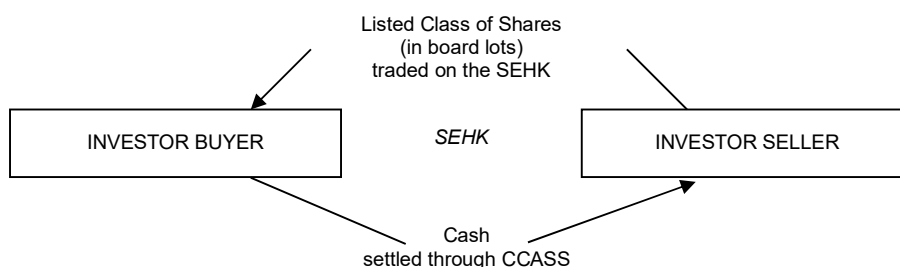 Listed Class of Shares
(in board lots)
traded on the SEHK
INVESTOR BUYER
SEHK
INVESTOR SELLER
Cash
settled through CCASS